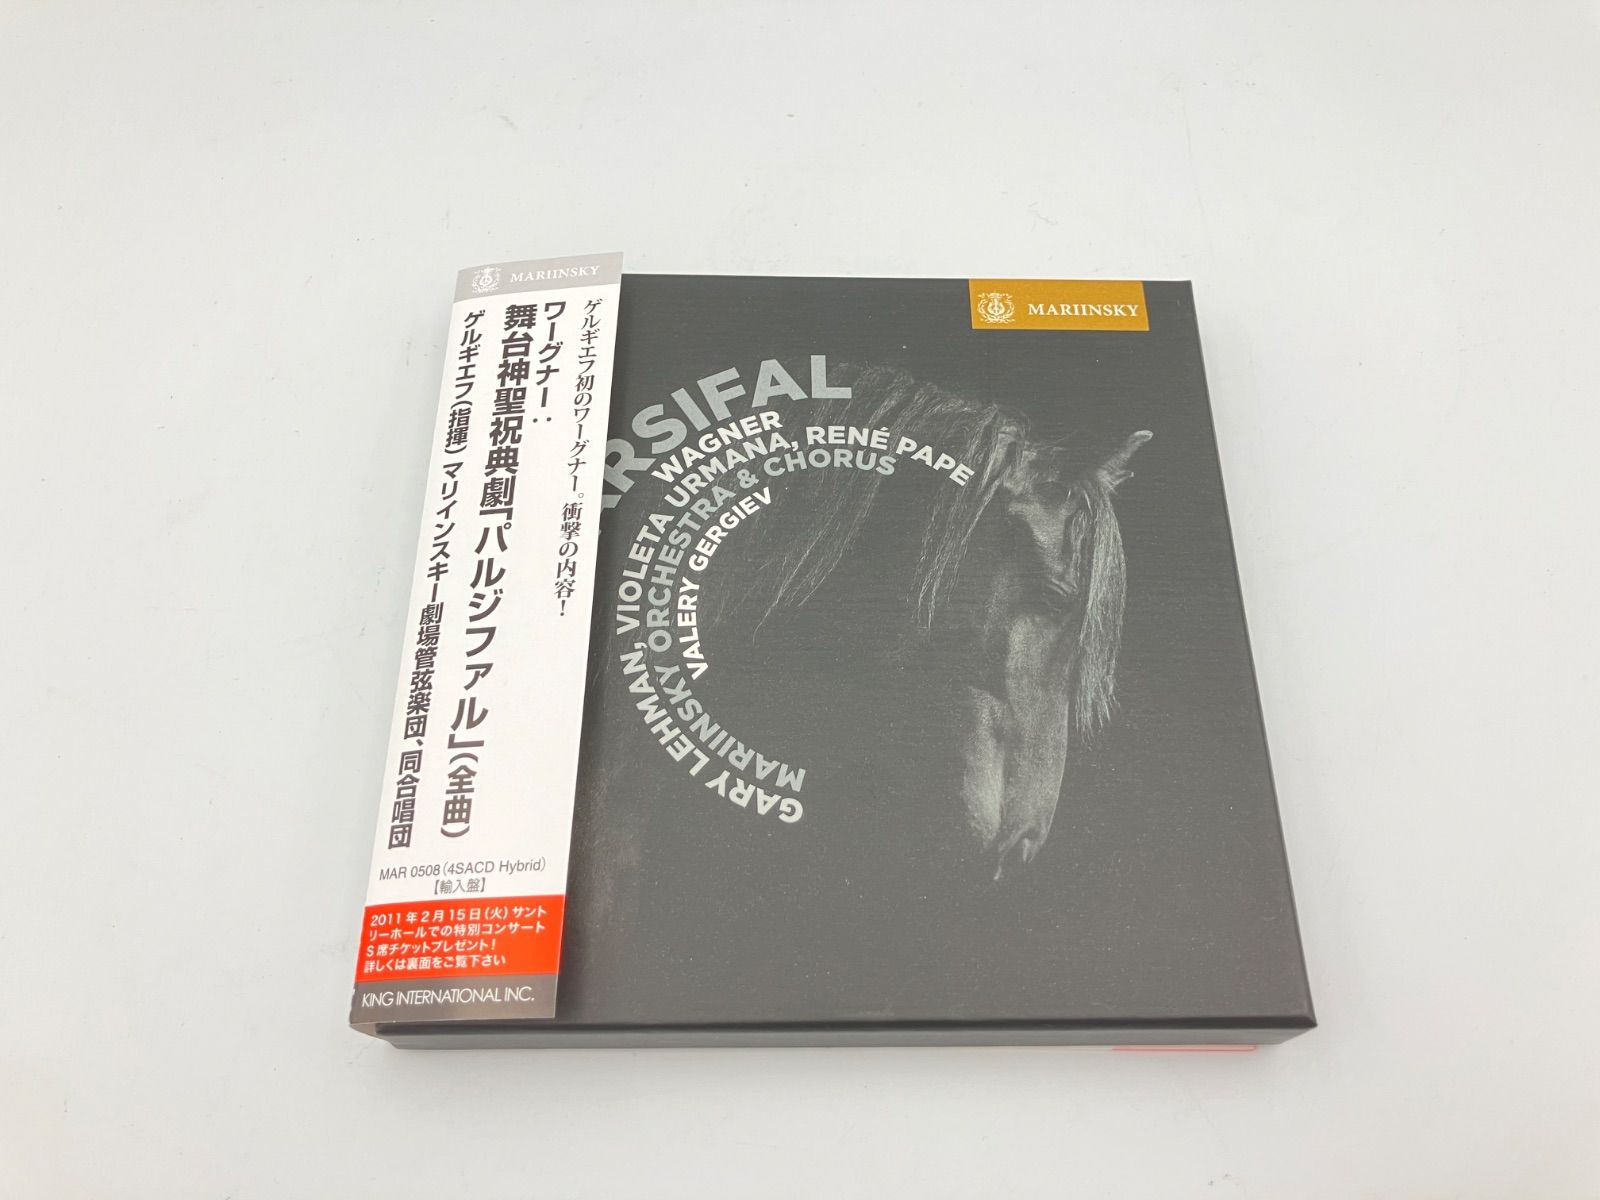 MARIINSKY
ゲルギエフ初のワーグナー。衝撃の内容!
ワーグナー:
舞台神聖祝典劇「パルジファル」(全曲)
ゲルギエフ(指揮) マリインスキー劇場管弦楽団、同合唱団
MAR 0508(4SACD Hybrid)
【輸入盤】
2011年2月15日(火)サント
リーホールでの特別コンサート
S席チケットプレゼント!
詳しくは裏面をご覧下さい
KING INTERNATIONAL INC.
MARIINSKY
ARSIFAL
WAGNER
GARY LEHMAN, VIOLETA URMANA, RENÉ PAPE
MARIINSKY ORCHESTRA & CHORUS
VALERY GERGIEV